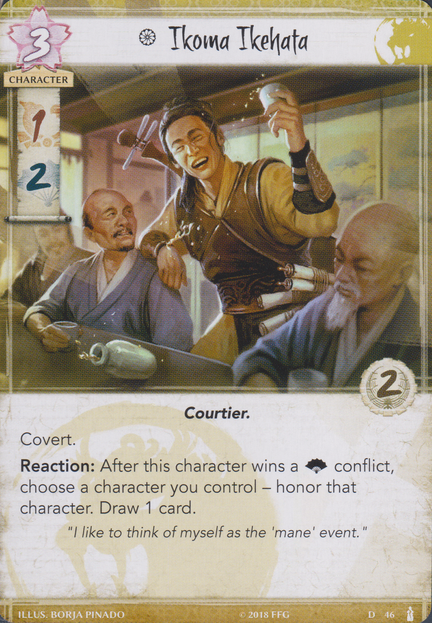 3
Ikoma Ikehata
CHARACTER
1
2
2
Courtier.
Covert.
Reaction: After this character wins a conflict,
choose a character you control – honor that
character. Draw 1 card.
"I like to think of myself as the 'mane' event."
ILLUS. BORJA PINADO
© 2018 FFG
D 46